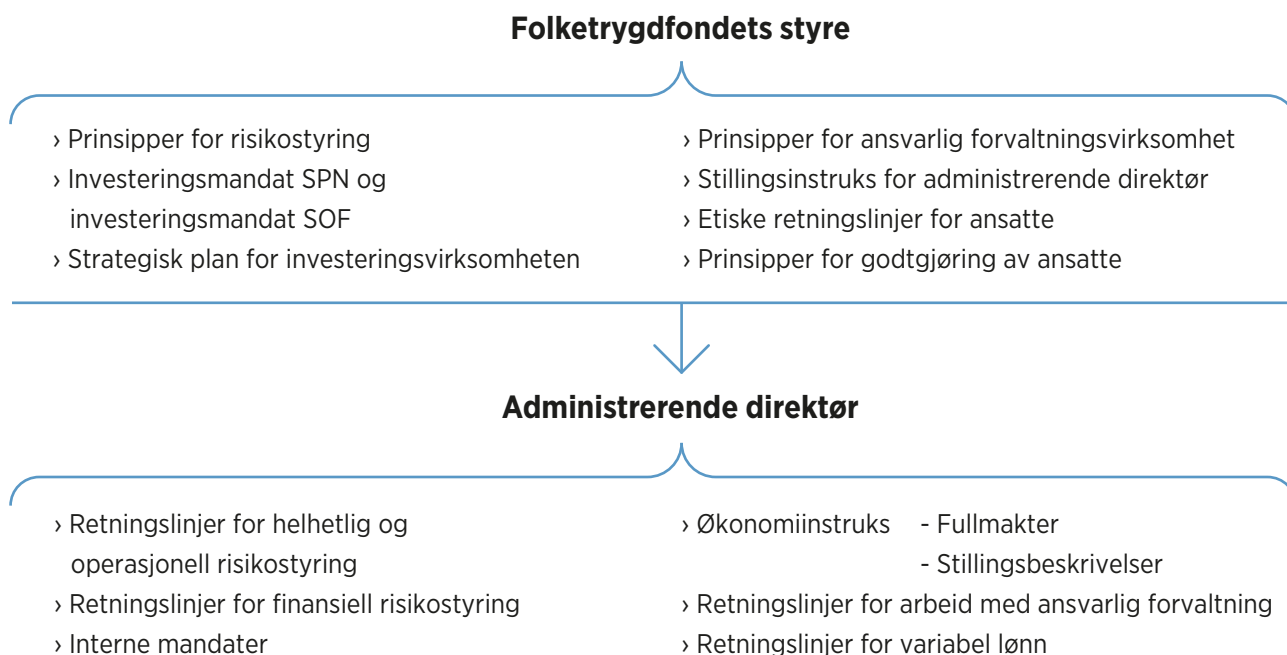 Folketrygdfondets styre
› Prinsipper for risikostyring
› Investeringsmandat SPN og
investeringsmandat SOF
› Strategisk plan for investeringsvirksomheten
› Prinsipper for ansvarlig forvaltningsvirksomhet
› Stillingsinstruks for administrerende direktør
› Etiske retningslinjer for ansatte
› Prinsipper for godtgjøring av ansatte
Administrerende direktør
› Retningslinjer for helhetlig og
operasjonell risikostyring
› Retningslinjer for finansiell risikostyring
› Interne mandater
› Økonomiinstruks - Fullmakter
- Stillingsbeskrivelser
› Retningslinjer for arbeid med ansvarlig forvaltning
› Retningslinjer for variabel lønn